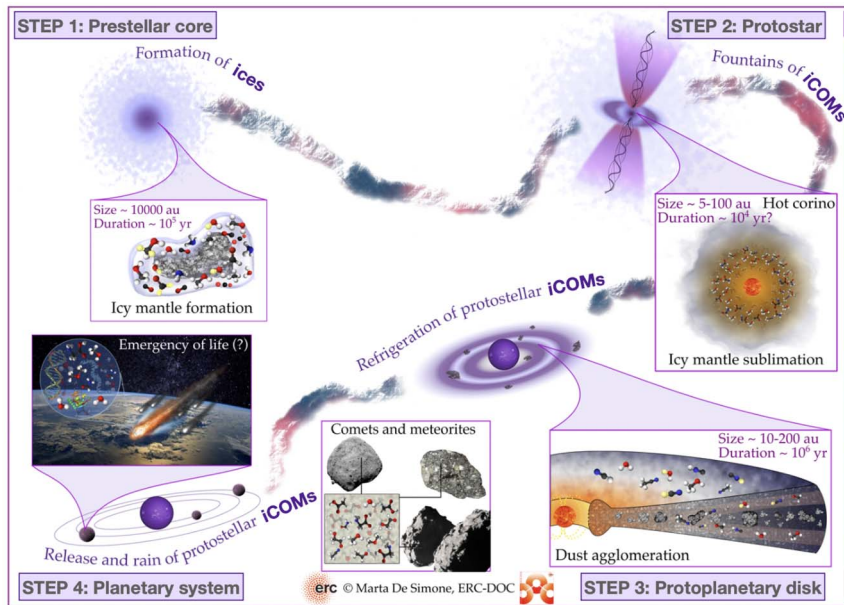 STEP 1: Prestellar core
Formation of ices
Size ~ 10000 au
Duration ~ 10⁵ yr
Icy mantle formation
STEP 2: Protostar
Fountains of iCOMs
Size ~ 5-100 au
Hot corino
Duration ~ 10⁴ yr?
Icy mantle sublimation
Refrigeration of protostellar iCOMs
Size ~ 10-200 au
Duration ~ 10⁶ yr
Dust agglomeration
STEP 3: Protoplanetary disk
Comets and meteorites
Emergency of life (?)
Release and rain of protostellar iCOMs
STEP 4: Planetary system
erc © Marta De Simone, ERC-DOC